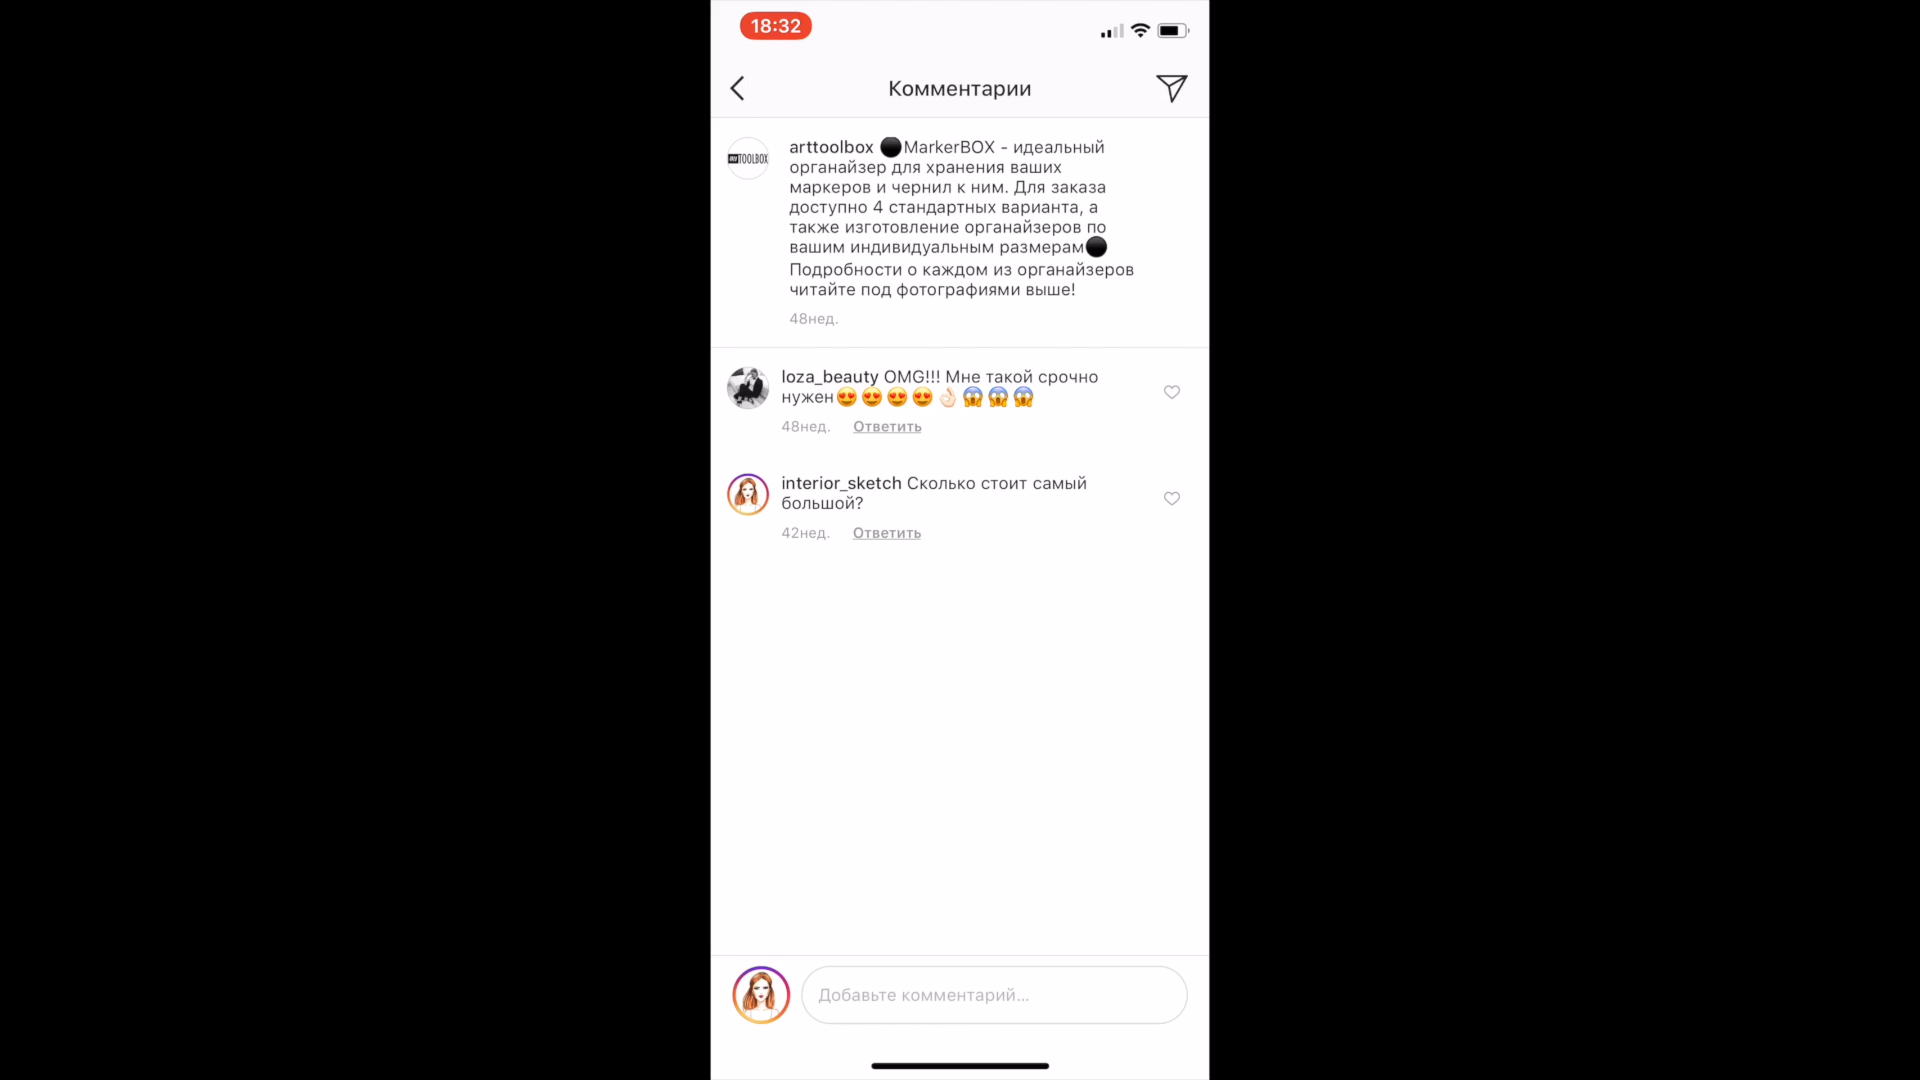 18:32
Комментарии
ARTTOOLBOX
arttoolbox ⚫MarkerBOX - идеальный
органайзер для хранения ваших
маркеров и чернил к ним. Для заказа
доступно 4 стандартных варианта, а
также изготовление органайзеров по
вашим индивидуальным размерам⚫
Подробности о каждом из органайзеров
читайте под фотографиями выше!
48нед.
loza_beauty OMG!!! Мне такой срочно
нужен😍😍😍😍👌🏻😱😱😱
48нед. Ответить
interior_sketch Сколько стоит самый
большой?
42нед. Ответить
Добавьте комментарий...